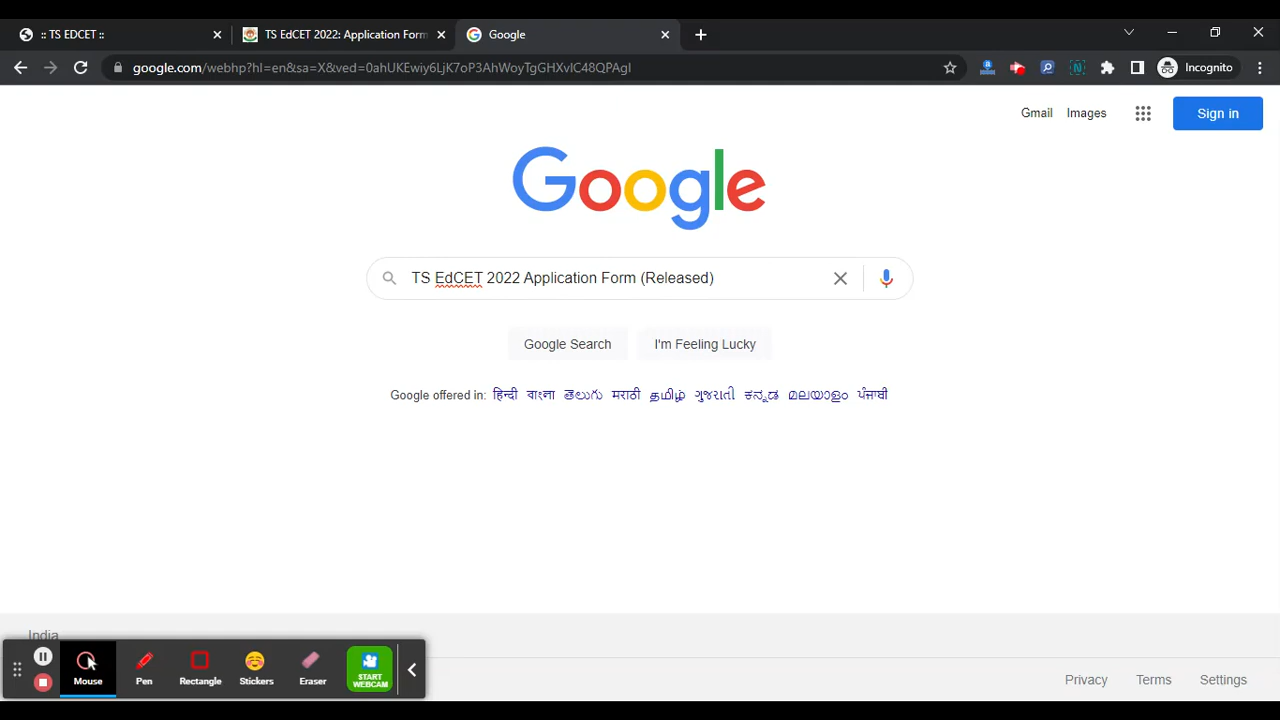 :: TS EDCET ::
TS EdCET 2022: Application Form
Google
google.com/webhp?hl=en&sa=X&ved=0ahUKEwiy6LjK7oP3AhWoyTgGHXvIC48QPAgI
Incognito
Gmail Images Sign in
Google
TS EdCET 2022 Application Form (Released)
Google Search I'm Feeling Lucky
Google offered in: हिन्दी বাংলা తెలుగు मराठी தமிழ் ગુજરાતી ಕನ್ನಡ മലയാളം ਪੰਜਾਬੀ
India
Mouse Pen Rectangle Stickers Eraser START WEBCAM
Privacy Terms Settings